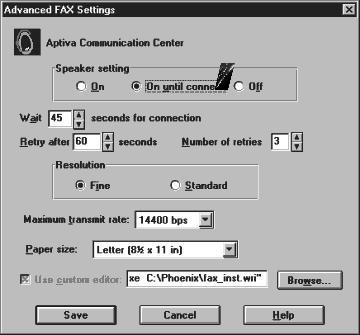 Advanced FAX Settings
Aptiva Communication Center
Speaker setting
On
On until connect
Off
Wait 45 seconds for connection
Retry after 60 seconds Number of retries 3
Resolution
Fine
Standard
Maximum transmit rate: 14400 bps
Paper size: Letter (8½ x 11 in)
Use custom editor: xe C:\Phoenix\fax_inst.wri" Browse...
Save Cancel Help